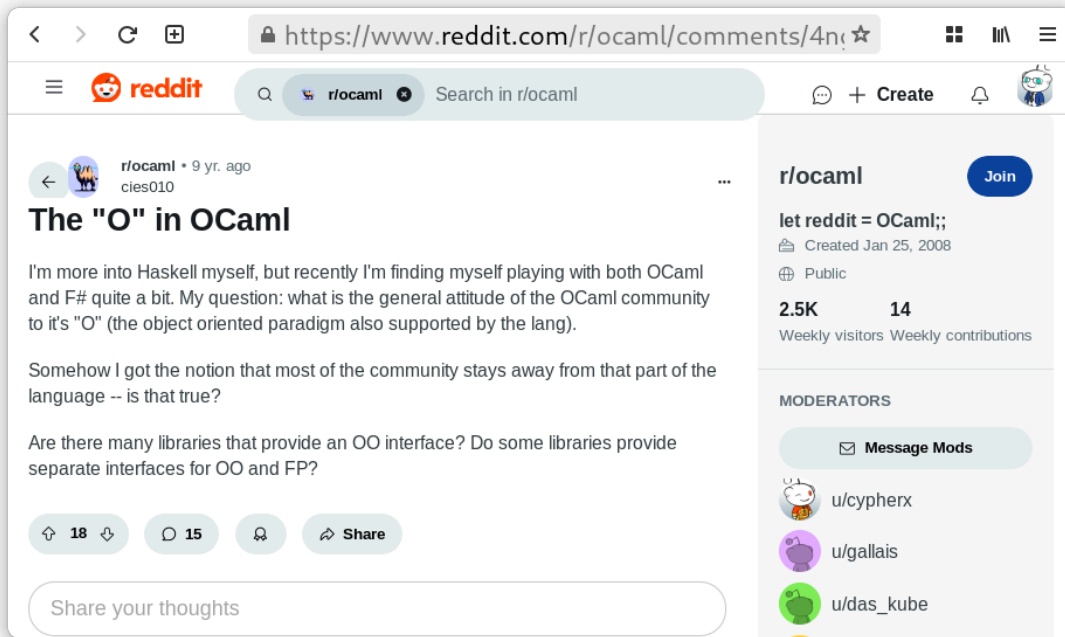 https://www.reddit.com/r/ocaml/comments/4n
reddit
r/ocaml
Search in r/ocaml
Create
r/ocaml • 9 yr. ago
cies010
The "O" in OCaml
I'm more into Haskell myself, but recently I'm finding myself playing with both OCaml
and F# quite a bit. My question: what is the general attitude of the OCaml community
to it's "O" (the object oriented paradigm also supported by the lang).
Somehow I got the notion that most of the community stays away from that part of the
language -- is that true?
Are there many libraries that provide an OO interface? Do some libraries provide
separate interfaces for OO and FP?
18
15
Share
Share your thoughts
r/ocaml
Join
let reddit = OCaml;;
Created Jan 25, 2008
Public
2.5K 14
Weekly visitors Weekly contributions
MODERATORS
Message Mods
u/cypherx
u/gallais
u/das_kube